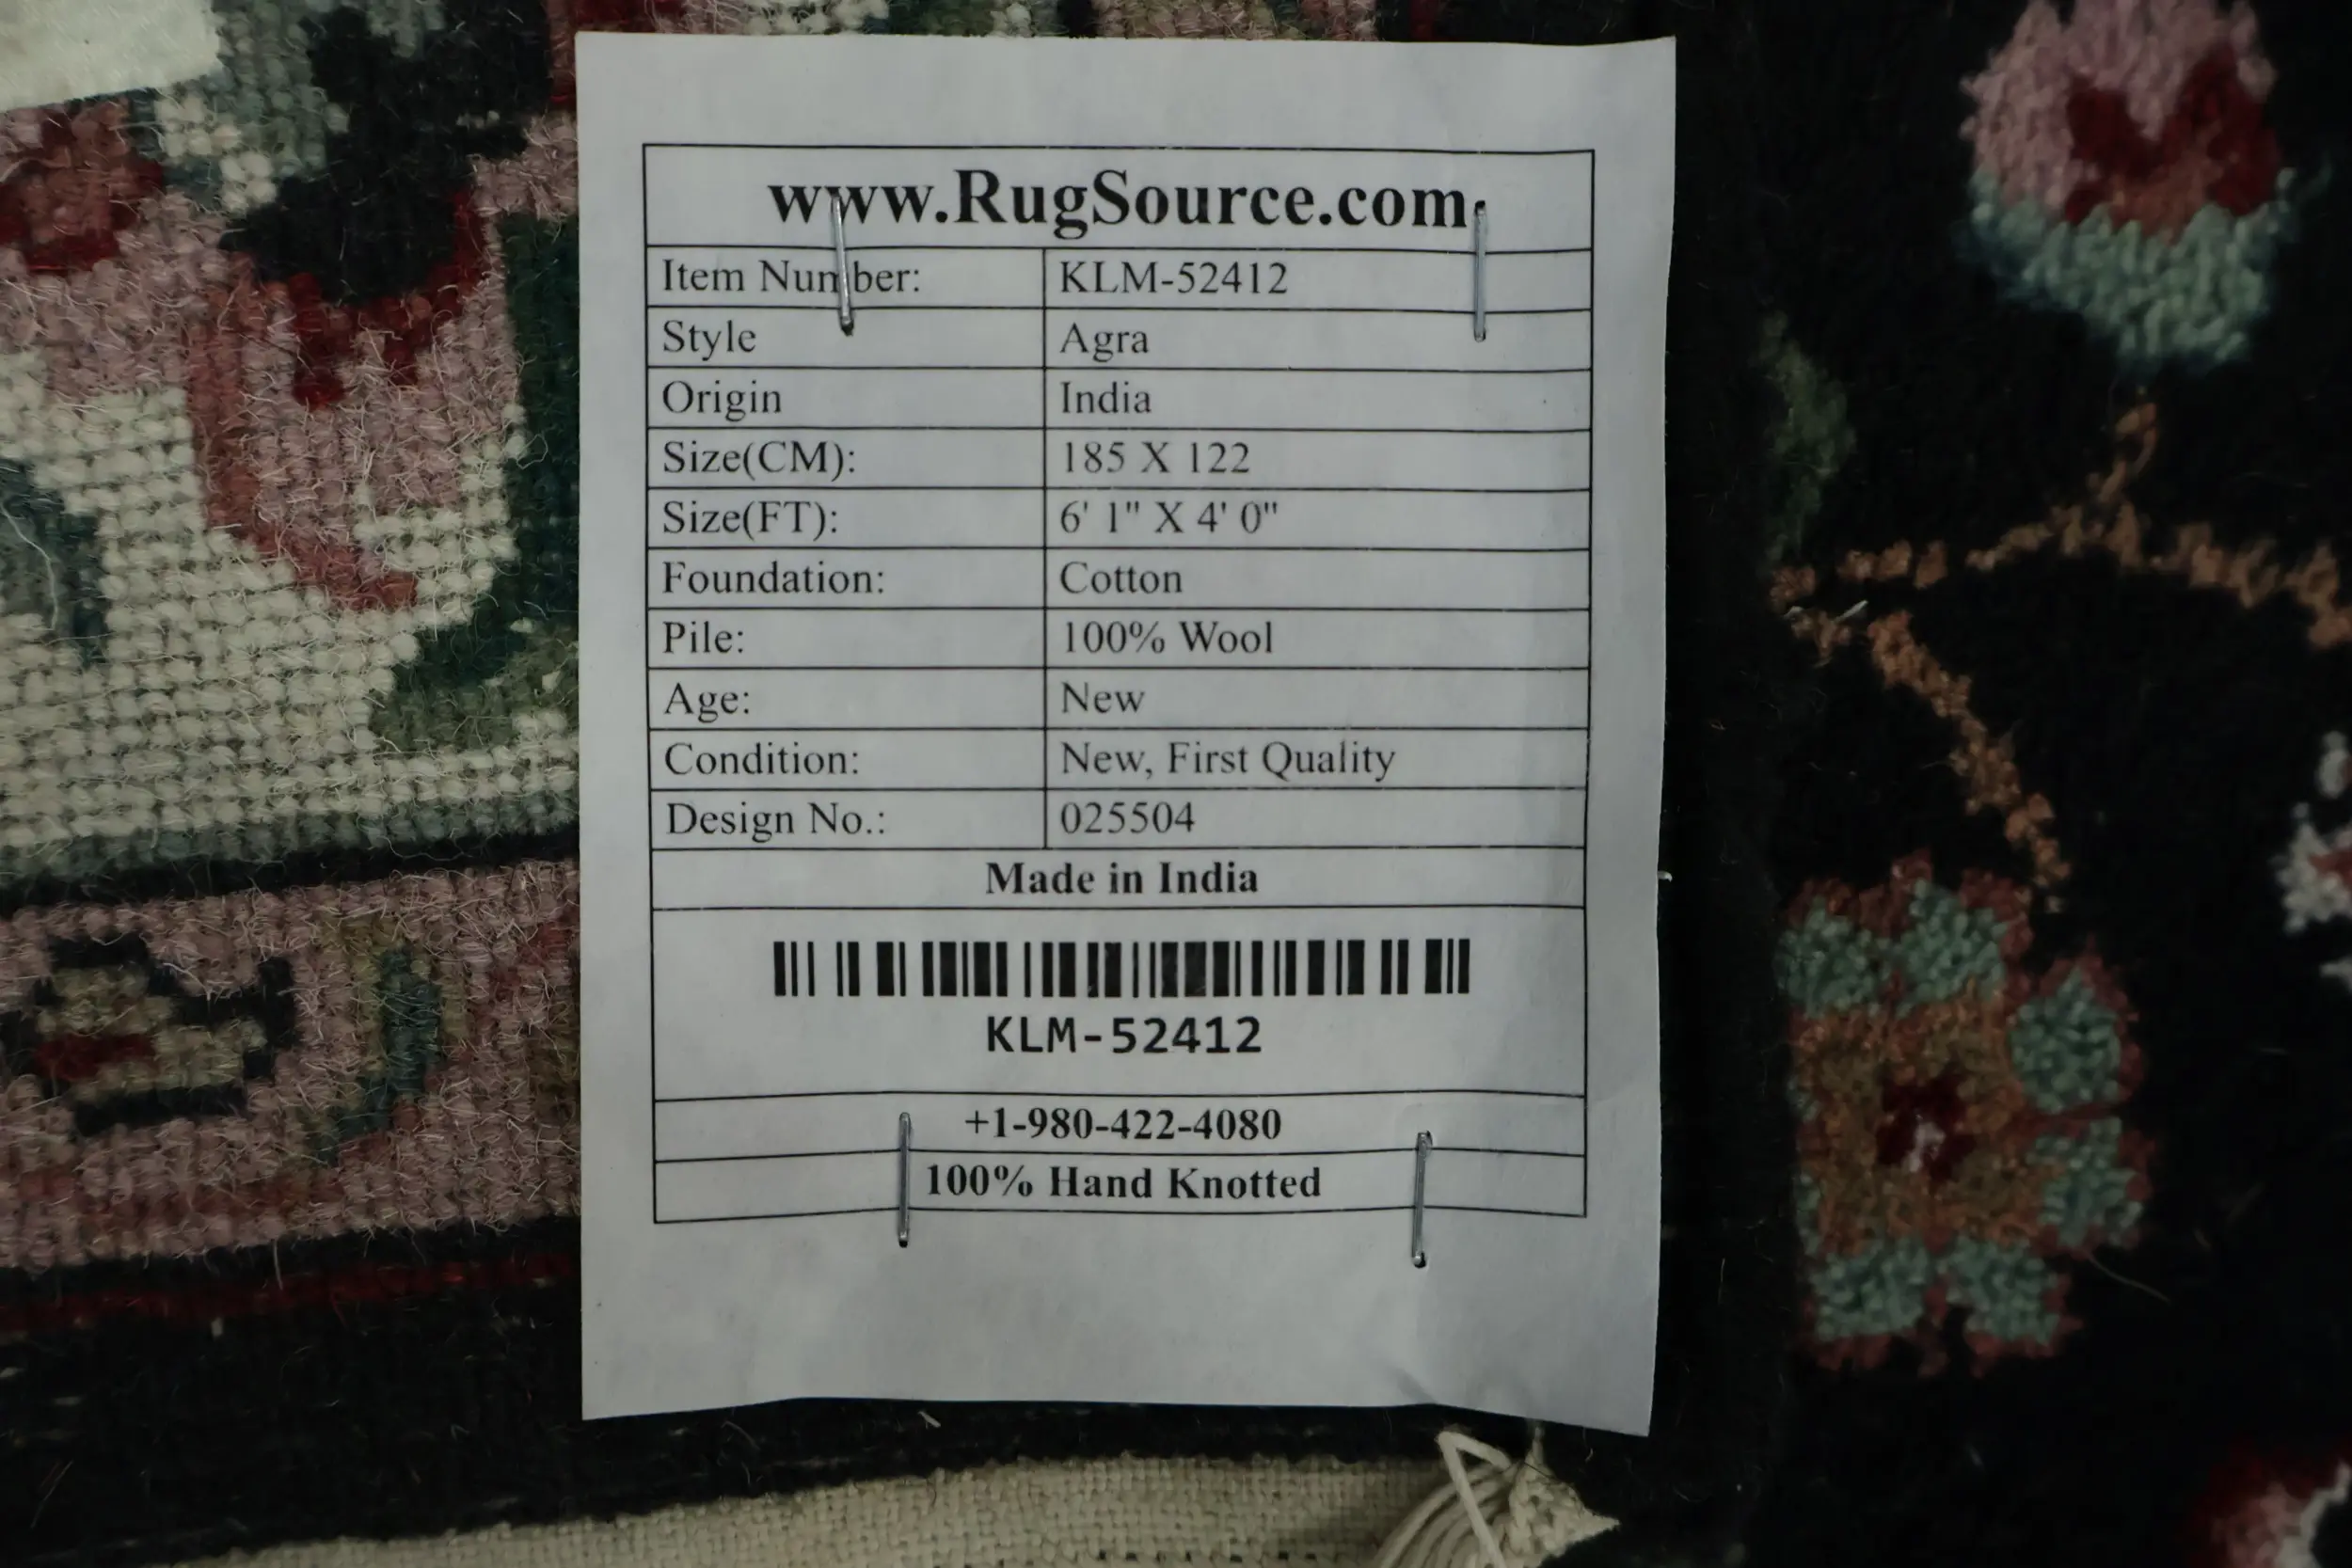 www.RugSource.com
Item Number: KLM-52412
Style Agra
Origin India
Size(CM): 185 X 122
Size(FT): 6' 1" X 4' 0"
Foundation: Cotton
Pile: 100% Wool
Age: New
Condition: New, First Quality
Design No.: 025504
Made in India
KLM-52412
+1-980-422-4080
100% Hand Knotted